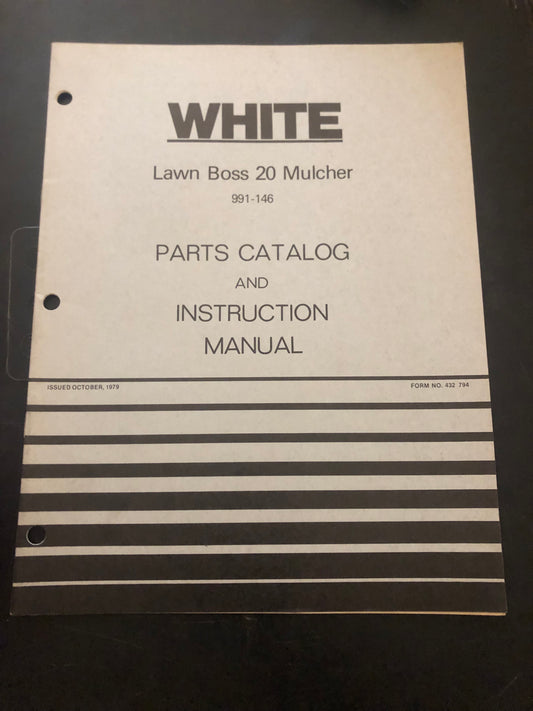 WHITE
Lawn Boss 20 Mulcher
991-146
PARTS CATALOG
AND
INSTRUCTION
MANUAL
ISSUED OCTOBER, 1979 FORM NO. 432 794